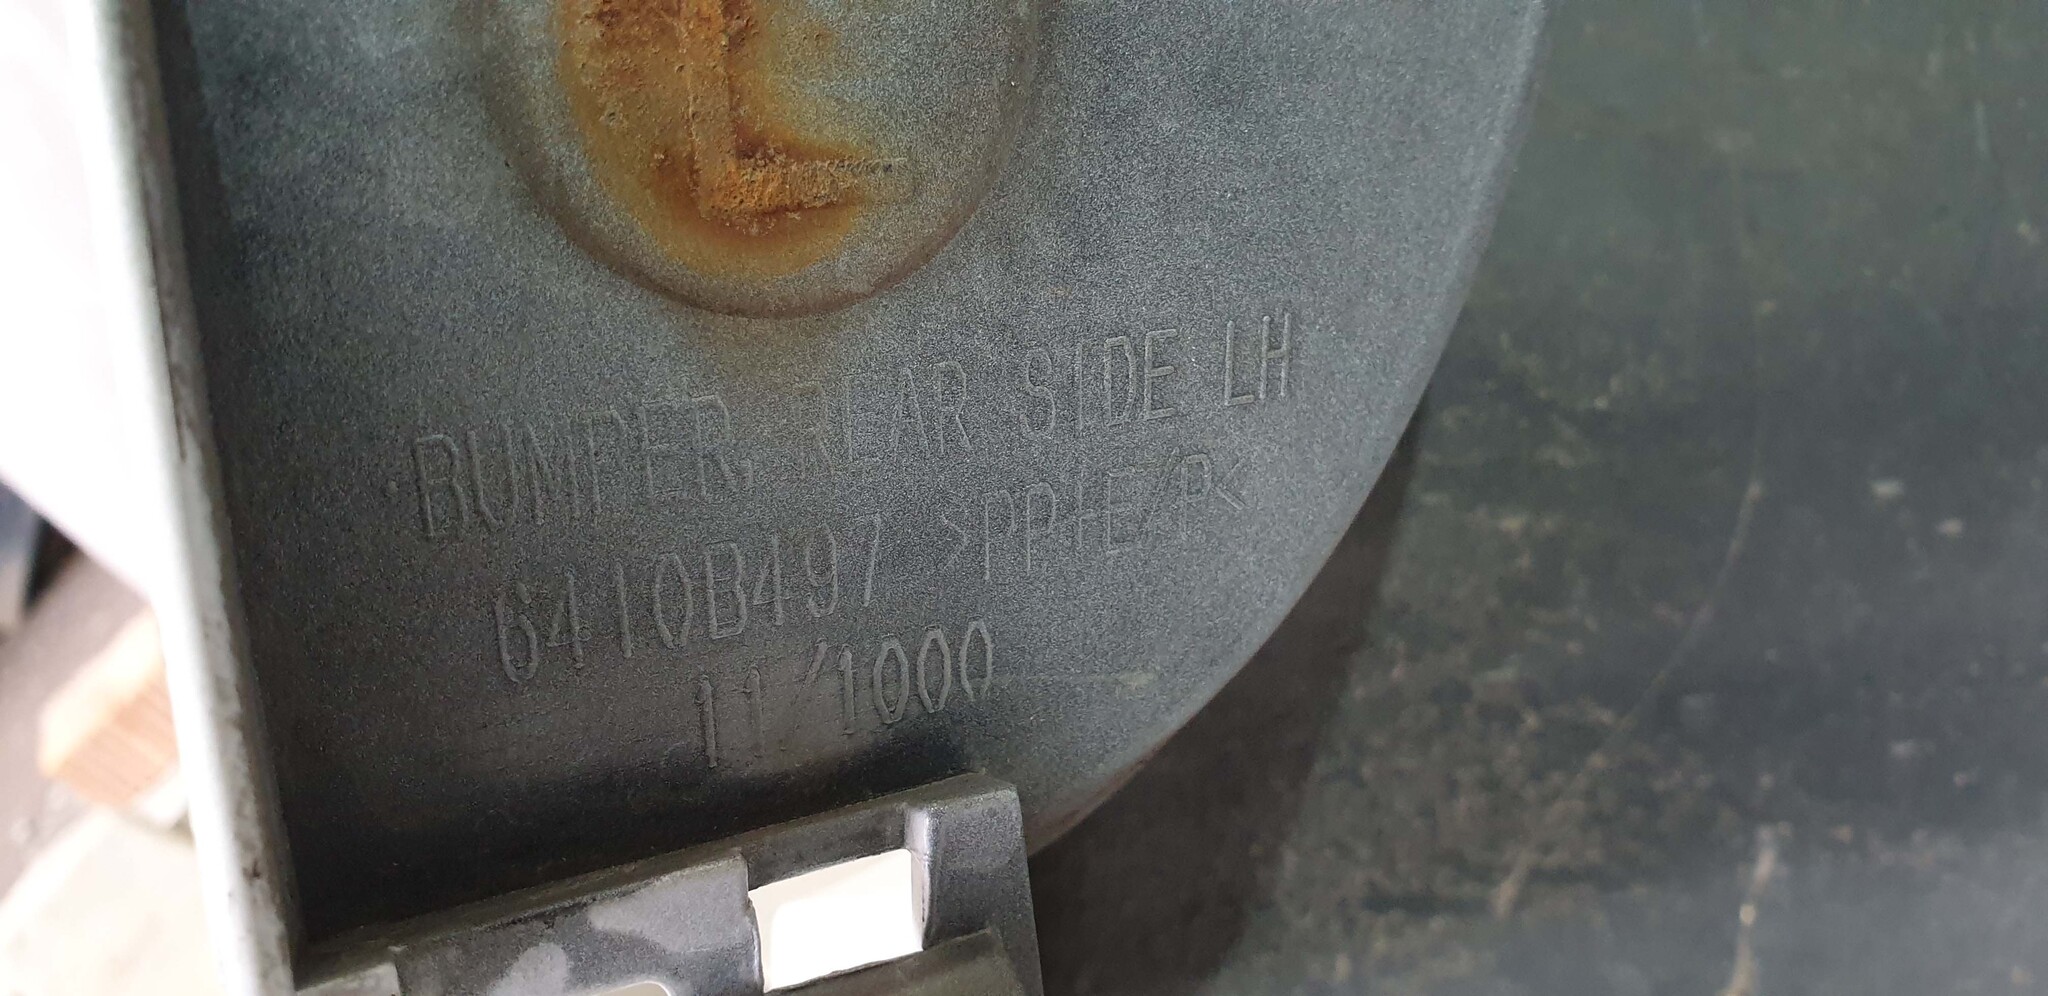 BUMPER, REAR SIDE LH
6410B497 >PP+E/P<
11 '1000